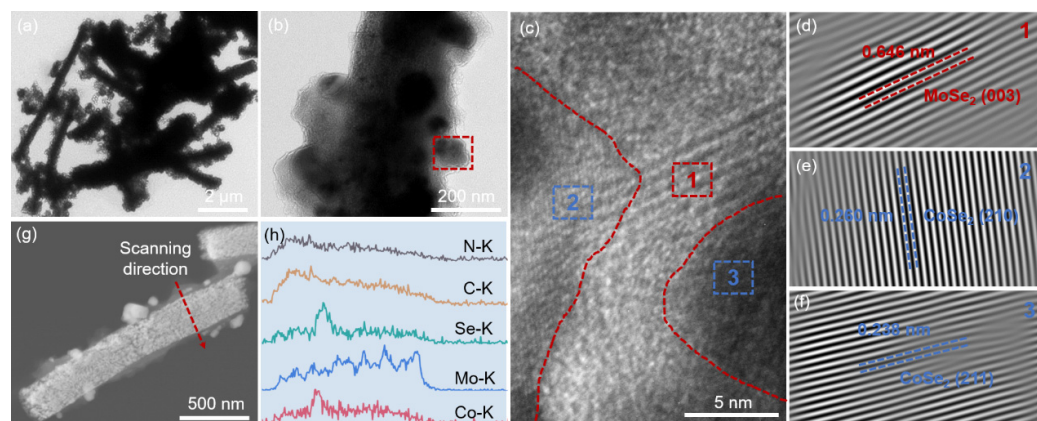 (a)
2 μm
(b)
200 nm
(c)
1
2
3
5 nm
(d)
1
0.646 nm
MoSe₂ (003)
(e)
2
0.260 nm
CoSe₂ (210)
(f)
3
0.238 nm
CoSe₂ (211)
(g)
Scanning
direction
500 nm
(h)
N-K
C-K
Se-K
Mo-K
Co-K